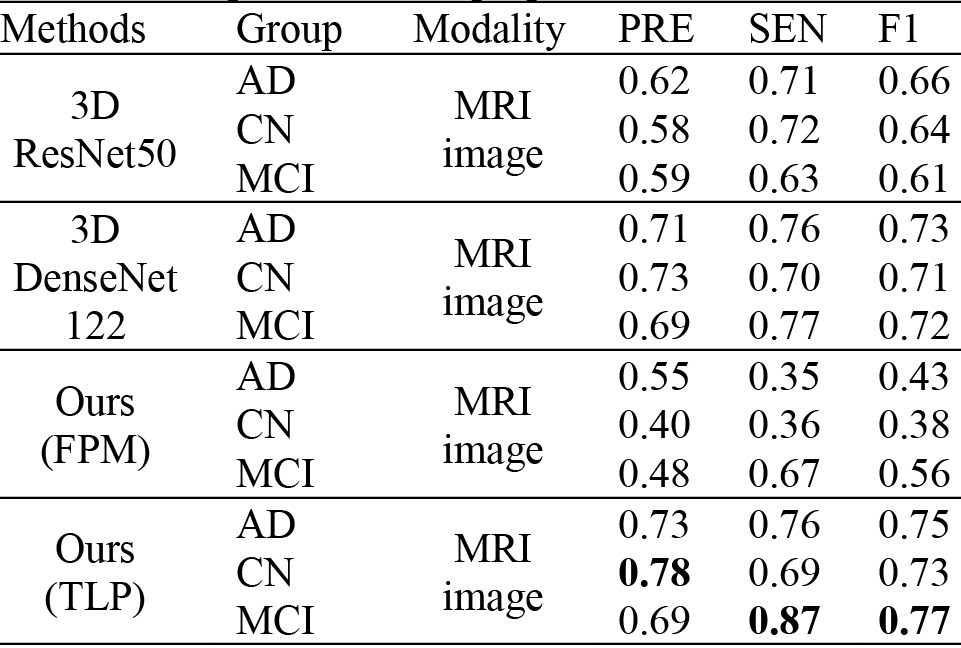 Methods Group Modality PRE SEN F1
3D ResNet50 AD MRI image 0.62 0.71 0.66
CN 0.58 0.72 0.64
MCI 0.59 0.63 0.61
3D DenseNet 122 AD MRI image 0.71 0.76 0.73
CN 0.73 0.70 0.71
MCI 0.69 0.77 0.72
Ours (FPM) AD MRI image 0.55 0.35 0.43
CN 0.40 0.36 0.38
MCI 0.48 0.67 0.56
Ours (TLP) AD MRI image 0.73 0.76 0.75
CN 0.78 0.69 0.73
MCI 0.69 0.87 0.77